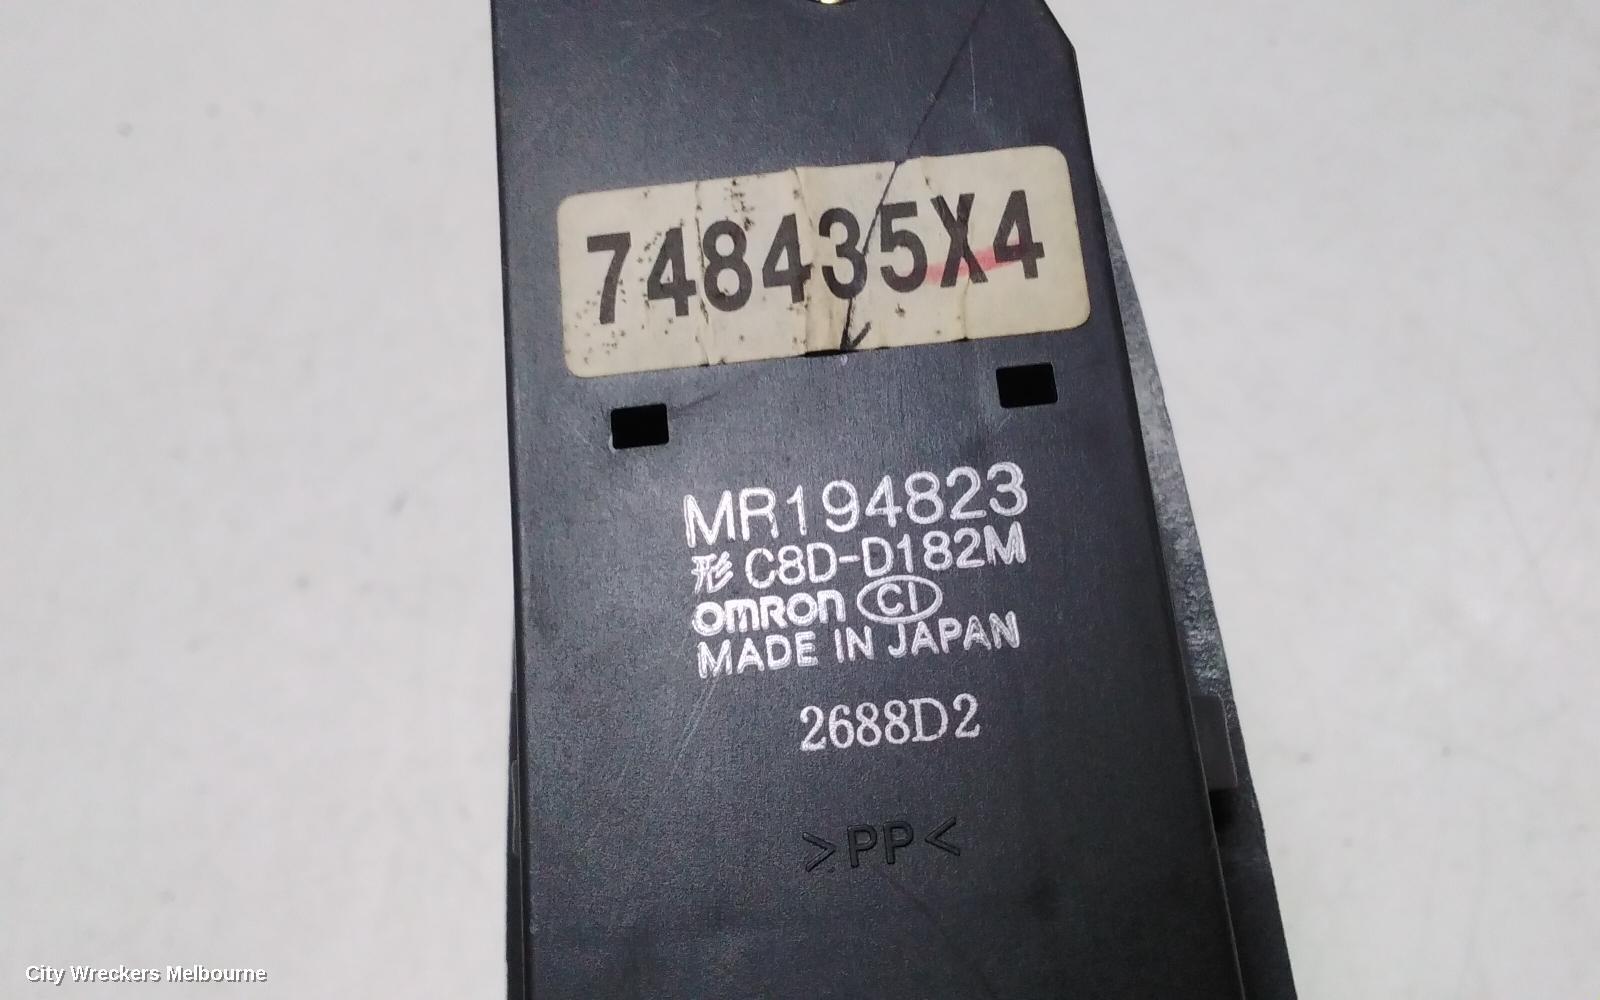 748435X4
MR194823
形 C8D-D182M
OMRON CI
MADE IN JAPAN
2688D2
>PP<
City Wreckers Melbourne